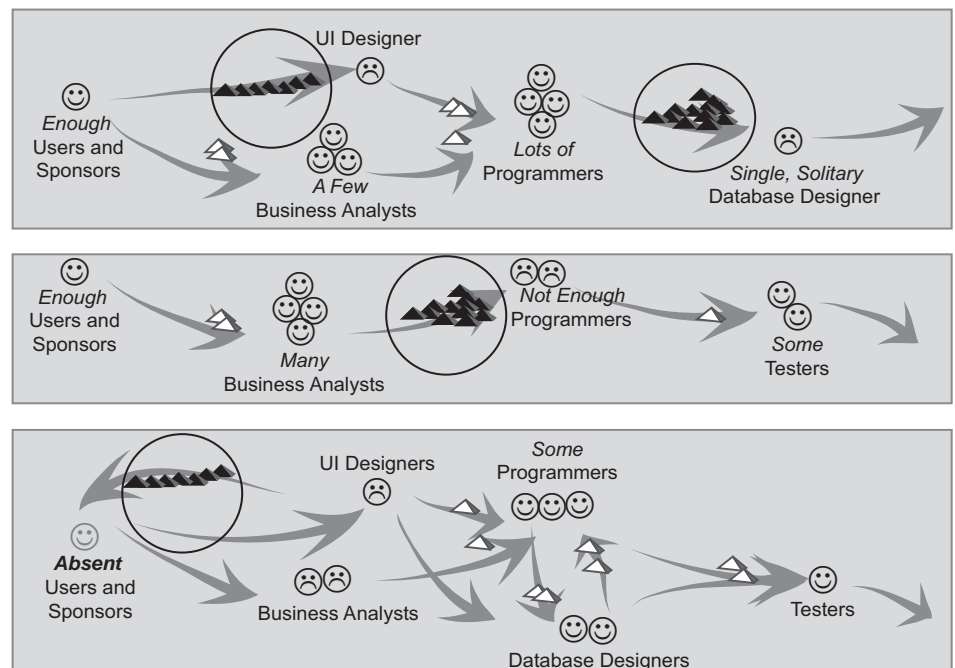 UI Designer
Enough
Users and
Sponsors
A Few
Business Analysts
Lots of
Programmers
Single, Solitary
Database Designer
Enough
Users and
Sponsors
Many
Business Analysts
Not Enough
Programmers
Some
Testers
Absent
Users and
Sponsors
UI Designers
Business Analysts
Some
Programmers
Database Designers
Testers